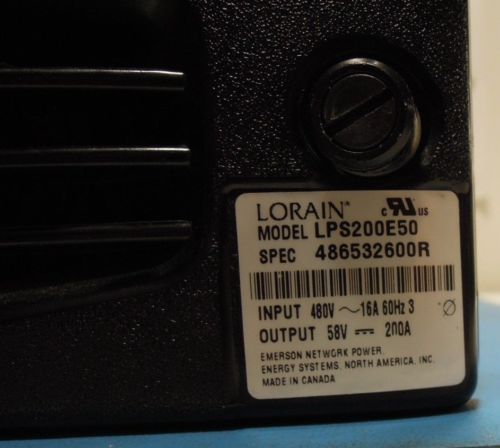 LORAIN* c RU US
MODEL LPS200E50
SPEC 486532600R
INPUT 480V ～16A 60Hz 3 Ø
OUTPUT 58V ⎓ 200A
EMERSON NETWORK POWER,
ENERGY SYSTEMS, NORTH AMERICA, INC.
MADE IN CANADA